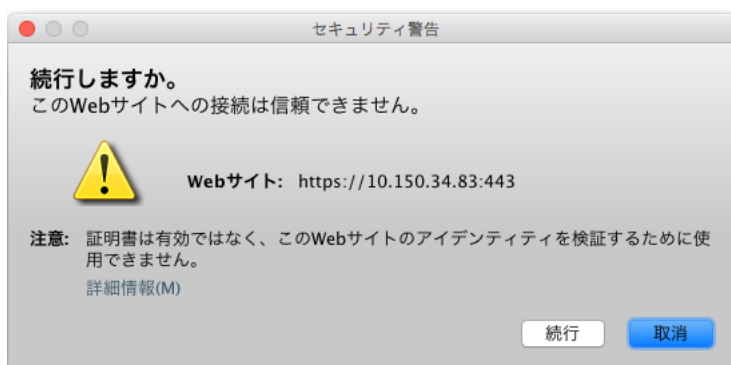 セキュリティ警告
続行しますか。
このWebサイトへの接続は信頼できません。
Webサイト: https://10.150.34.83:443
注意: 証明書は有効ではなく、このWebサイトのアイデンティティを検証するために使
用できません。
詳細情報(M)
続行 取消